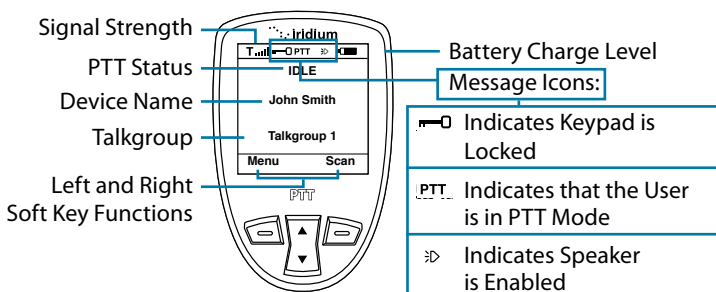 Signal Strength
PTT Status
Device Name
Talkgroup
Left and Right
Soft Key Functions
iridium
T PTT
IDLE
John Smith
Talkgroup 1
Menu Scan
PTT
Battery Charge Level
Message Icons:
Indicates Keypad is
Locked
PTT Indicates that the User
is in PTT Mode
Indicates Speaker
is Enabled